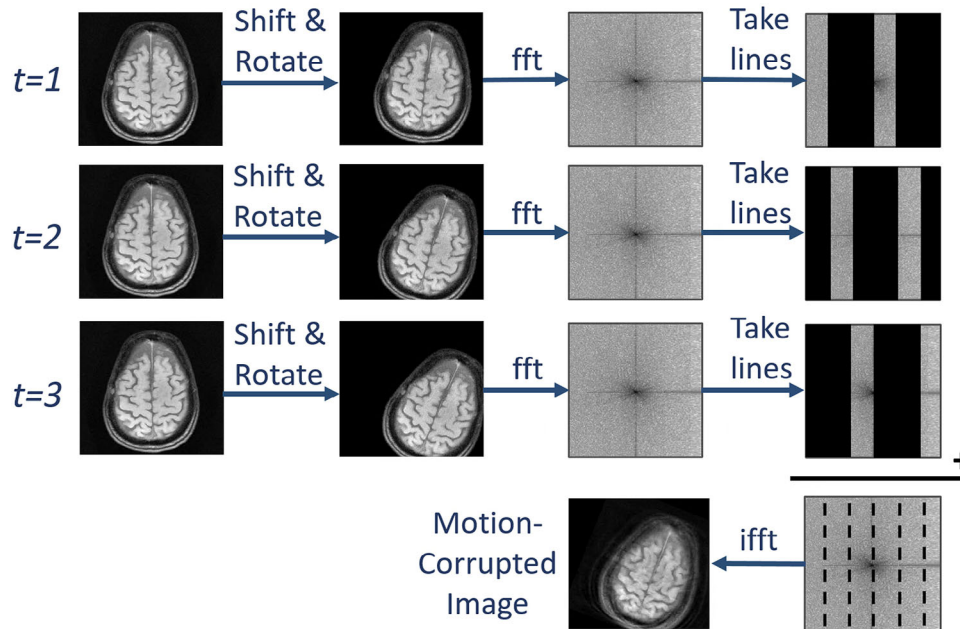 t=1
Shift &
Rotate
fft
Take
lines
t=2
Shift &
Rotate
fft
Take
lines
t=3
Shift &
Rotate
fft
Take
lines
+
Motion-
Corrupted
Image
ifft